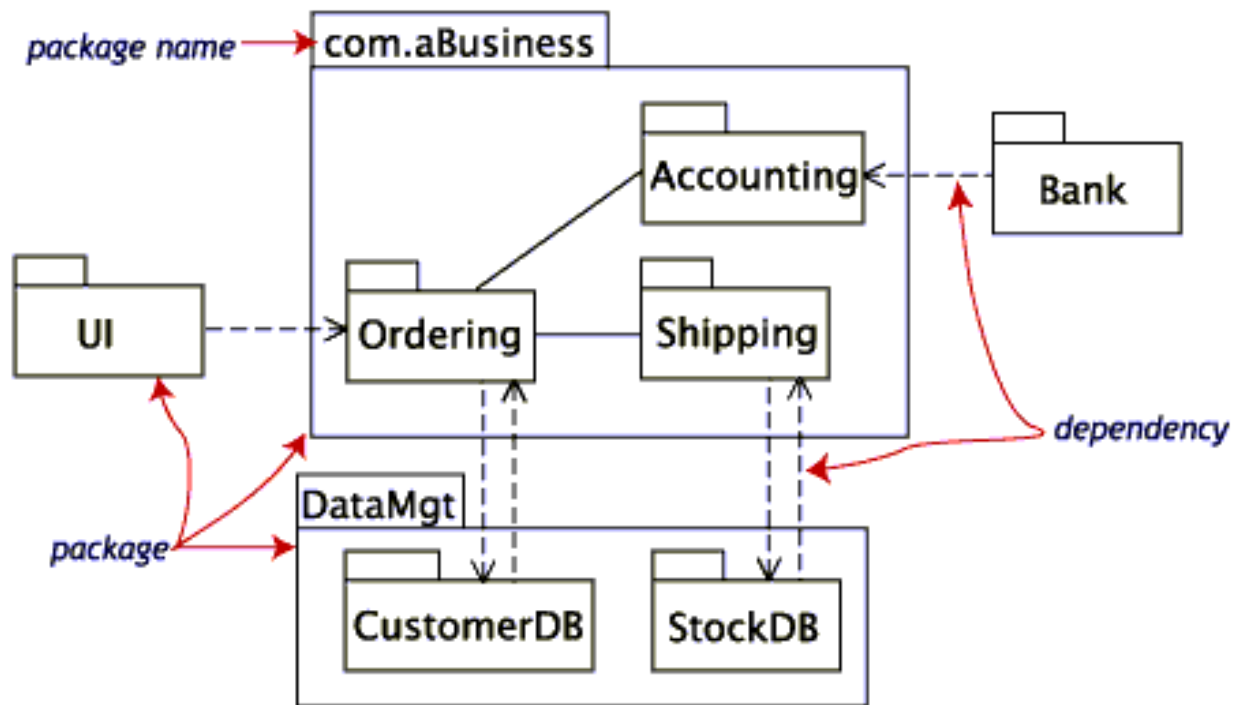 package name
com.aBusiness
Accounting
Bank
UI
Ordering
Shipping
dependency
DataMgt
package
CustomerDB
StockDB